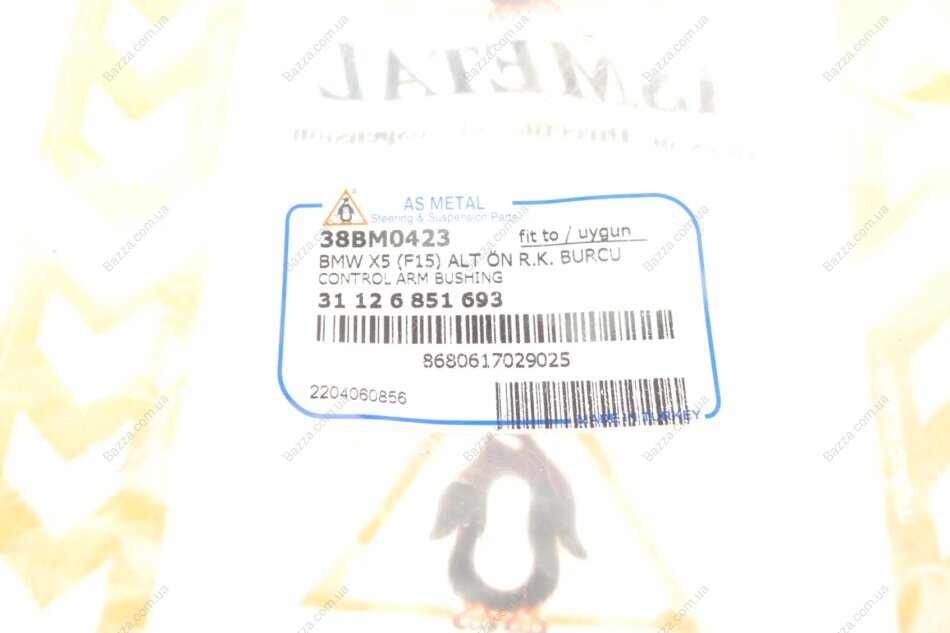 AS METAL
Steering & Suspension Parts
38BM0423 fit to / uygun
BMW X5 (F15) ALT ÖN R.K. BURCU
CONTROL ARM BUSHING
31 12 6 851 693
8680617029025
2204060856
MADE IN TURKEY